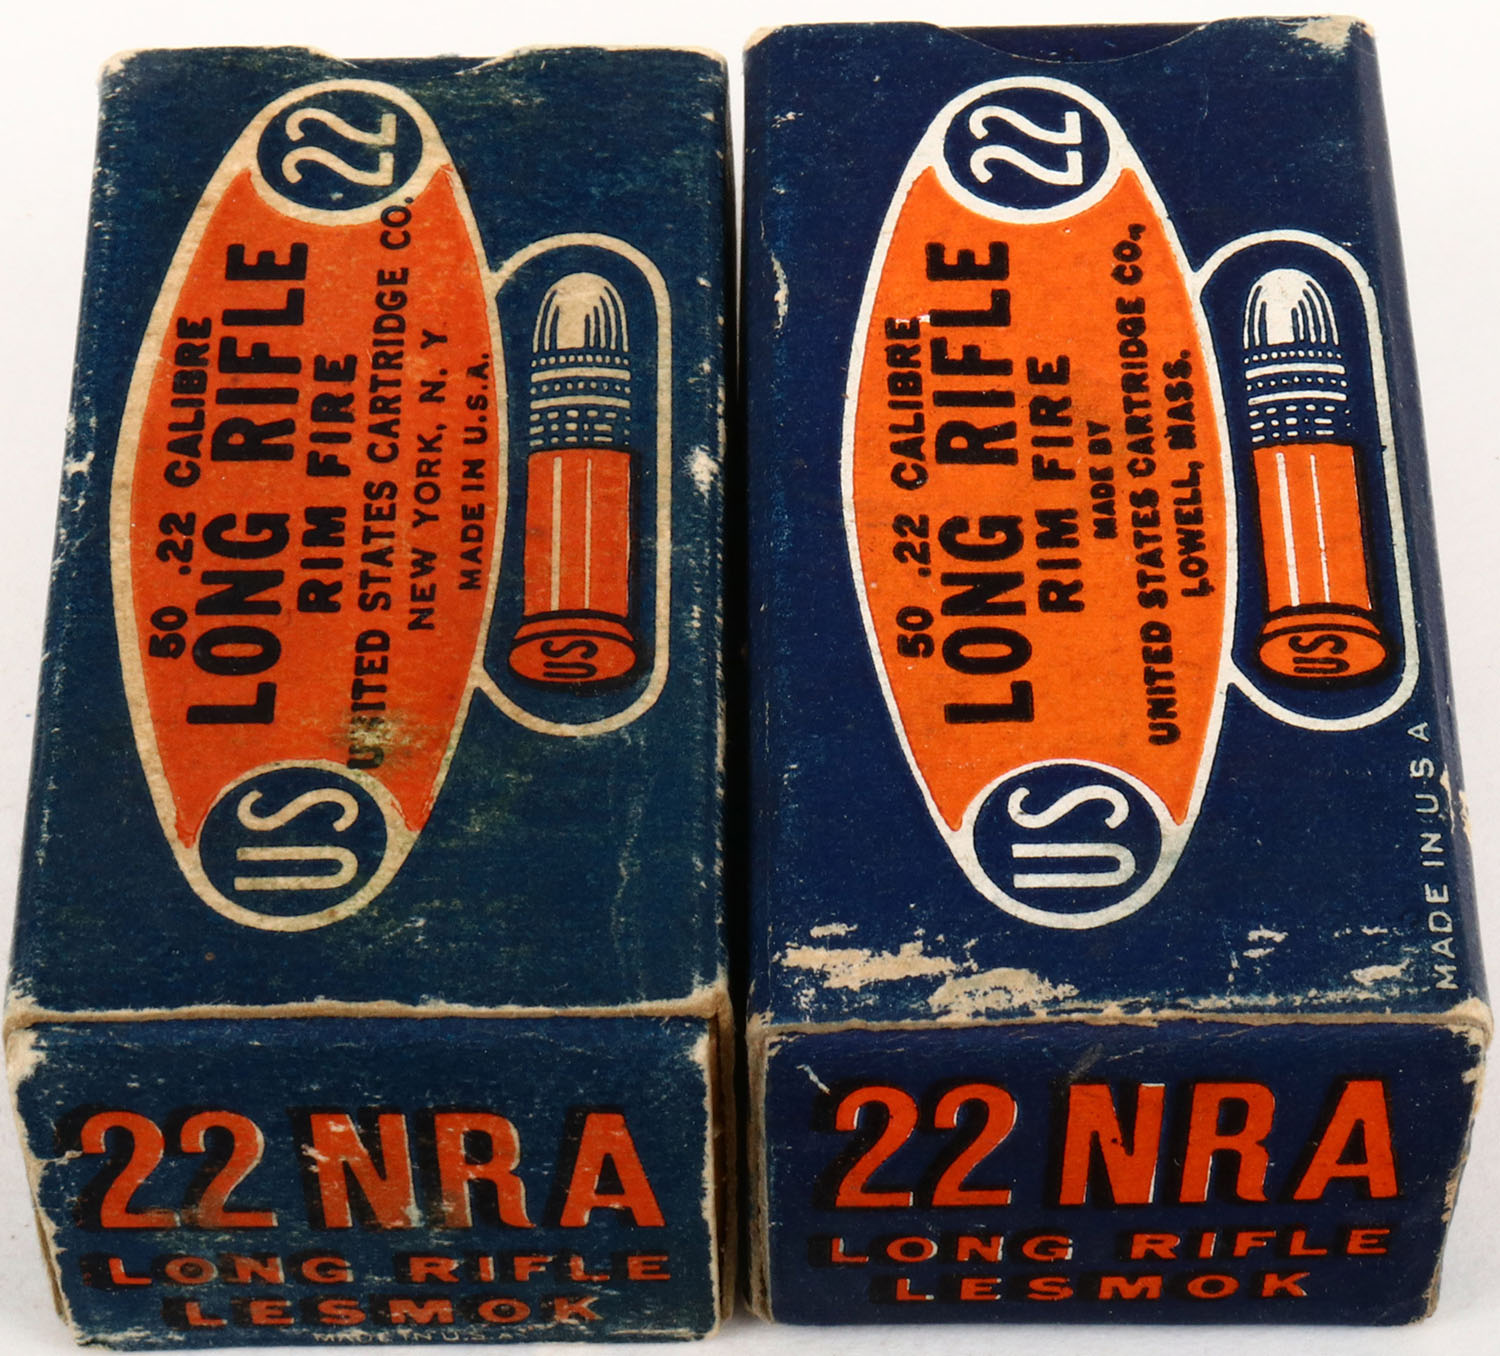 22
50 .22 CALIBRE
LONG RIFLE
RIM FIRE
UNITED STATES CARTRIDGE CO.
NEW YORK, N. Y
MADE IN U.S.A.
US
US
22 NRA
LONG RIFLE
LESMOK
MADE IN U.S.A
22
50 .22 CALIBRE
LONG RIFLE
RIM FIRE
MADE BY
UNITED STATES CARTRIDGE CO.,
LOWELL, MASS.
US
US
MADE IN U S A
22 NRA
LONG RIFLE
LESMOK